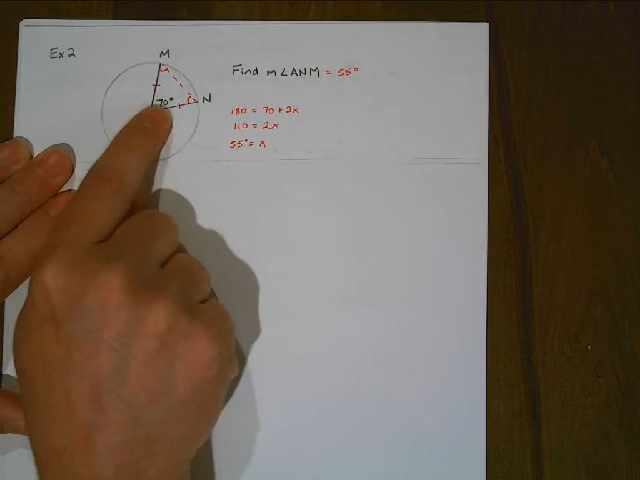 Ex 2
M
Find m∠ANM = 55°
70°
N
180 = 70 + 2x
110 = 2x
55° = x